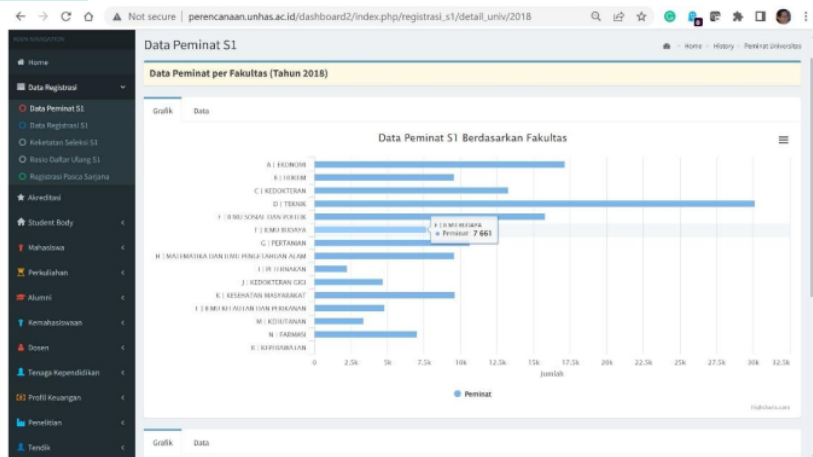 Not secure | perencanaan.unhas.ac.id/dashboard2/index.php/registrasi_s1/detail_univ/2018
MAIN NAVIGATION
Home
Data Registrasi
Data Peminat S1
Data Registrasi S1
Keketatan Seleksi S1
Rasio Daftar Ulang S1
Registrasi Pasca Sarjana
Akreditasi
Student Body
Mahasiswa
Perkuliahan
Alumni
Kemahasiswaan
Dosen
Tenaga Kependidikan
Profil Keuangan
Penelitian
Tendik
Data Peminat S1
Home > History > Peminat Universitas
Data Peminat per Fakultas (Tahun 2018)
Grafik Data
Data Peminat S1 Berdasarkan Fakultas
A | EKONOMI
B | HUKUM
C | KEDOKTERAN
D | TEKNIK
E | ILMU SOSIAL DAN POLITIK
F | ILMU BUDAYA
G | PERTANIAN
H | MATEMATIKA DAN ILMU PENGETAHUAN ALAM
I | PETERNAKAN
J | KEDOKTERAN GIGI
K | KESEHATAN MASYARAKAT
L | ILMU KELAUTAN DAN PERIKANAN
M | KEHUTANAN
N | FARMASI
R | KEPERAWATAN
F | ILMU BUDAYA
Peminat 7 661
0 2.5k 5k 7.5k 10k 12.5k 15k 17.5k 20k 22.5k 25k 27.5k 30k 32.5k
Jumlah
Peminat
Highcharts.com
Grafik Data